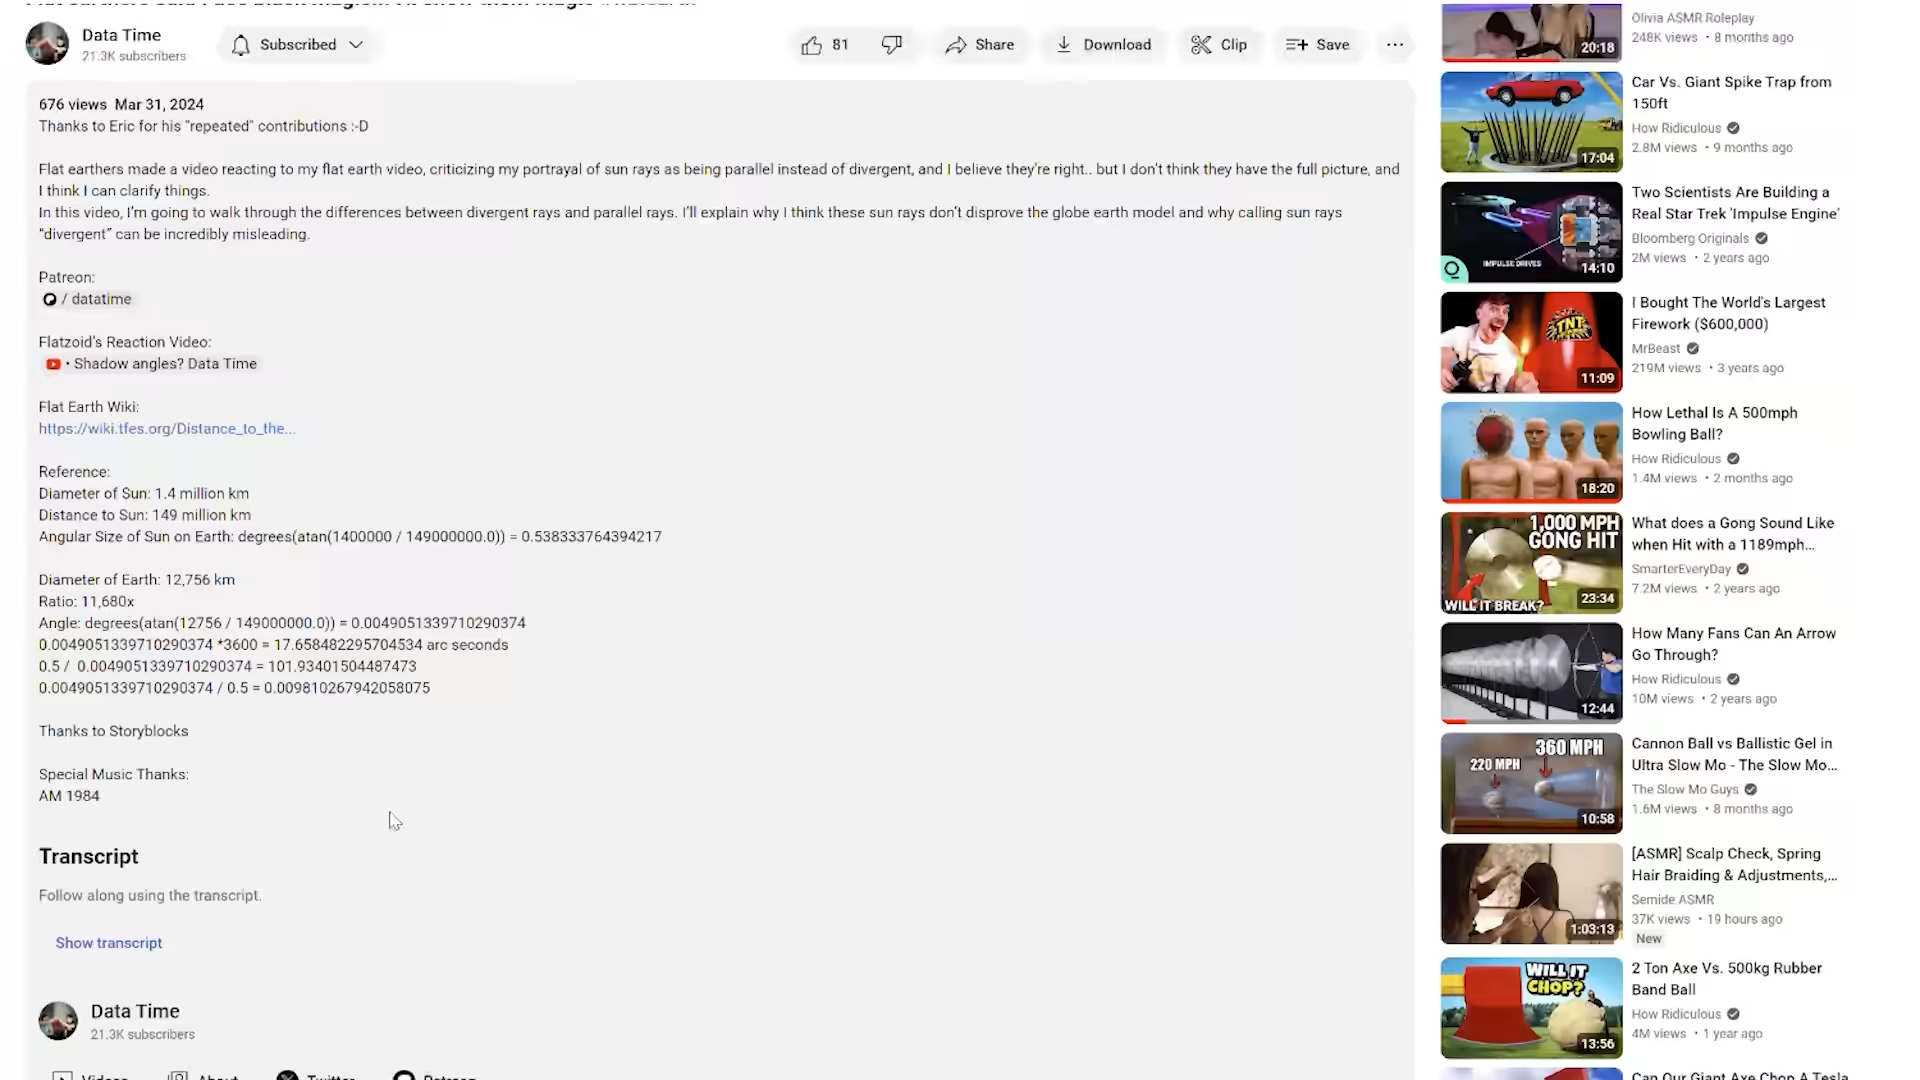 Data Time
21.3K subscribers
Subscribed
81
Share
Download
Clip
Save
676 views Mar 31, 2024
Thanks to Eric for his "repeated" contributions :-D
Flat earthers made a video reacting to my flat earth video, criticizing my portrayal of sun rays as being parallel instead of divergent, and I believe they're right.. but I don't think they have the full picture, and
I think I can clarify things.
In this video, I'm going to walk through the differences between divergent rays and parallel rays. I'll explain why I think these sun rays don't disprove the globe earth model and why calling sun rays
“divergent” can be incredibly misleading.
Patreon:
/ datatime
Flatzoid's Reaction Video:
• Shadow angles? Data Time
Flat Earth Wiki:
https://wiki.tfes.org/Distance_to_the...
Reference:
Diameter of Sun: 1.4 million km
Distance to Sun: 149 million km
Angular Size of Sun on Earth: degrees(atan(1400000 / 149000000.0)) = 0.538333764394217
Diameter of Earth: 12,756 km
Ratio: 11,680x
Angle: degrees(atan(12756 / 149000000.0)) = 0.0049051339710290374
0.0049051339710290374 *3600 = 17.658482295704534 arc seconds
0.5 / 0.0049051339710290374 = 101.93401504487473
0.0049051339710290374 / 0.5 = 0.009810267942058075
Thanks to Storyblocks
Special Music Thanks:
AM 1984
Transcript
Follow along using the transcript.
Show transcript
Data Time
21.3K subscribers
Videos
About
Twitter
Patreon
20:18
Olivia ASMR Roleplay
248K views • 8 months ago
17:04
Car Vs. Giant Spike Trap from
150ft
How Ridiculous
2.8M views • 9 months ago
IMPULSE DRIVES
14:10
Two Scientists Are Building a
Real Star Trek 'Impulse Engine'
Bloomberg Originals
2M views • 2 years ago
TNT
11:09
I Bought The World's Largest
Firework ($600,000)
MrBeast
219M views • 3 years ago
18:20
How Lethal Is A 500mph
Bowling Ball?
How Ridiculous
1.4M views • 2 months ago
1,000 MPH
GONG HIT
WILL IT BREAK?
23:34
What does a Gong Sound Like
when Hit with a 1189mph...
SmarterEveryDay
7.2M views • 2 years ago
12:44
How Many Fans Can An Arrow
Go Through?
How Ridiculous
10M views • 2 years ago
360 MPH
220 MPH
10:58
Cannon Ball vs Ballistic Gel in
Ultra Slow Mo - The Slow Mo...
The Slow Mo Guys
1.6M views • 8 months ago
1:03:13
[ASMR] Scalp Check, Spring
Hair Braiding & Adjustments,...
Semide ASMR
37K views • 19 hours ago
New
WILL IT
CHOP?
13:56
2 Ton Axe Vs. 500kg Rubber
Band Ball
How Ridiculous
4M views • 1 year ago
Can Our Giant Axe Chop A Tesla